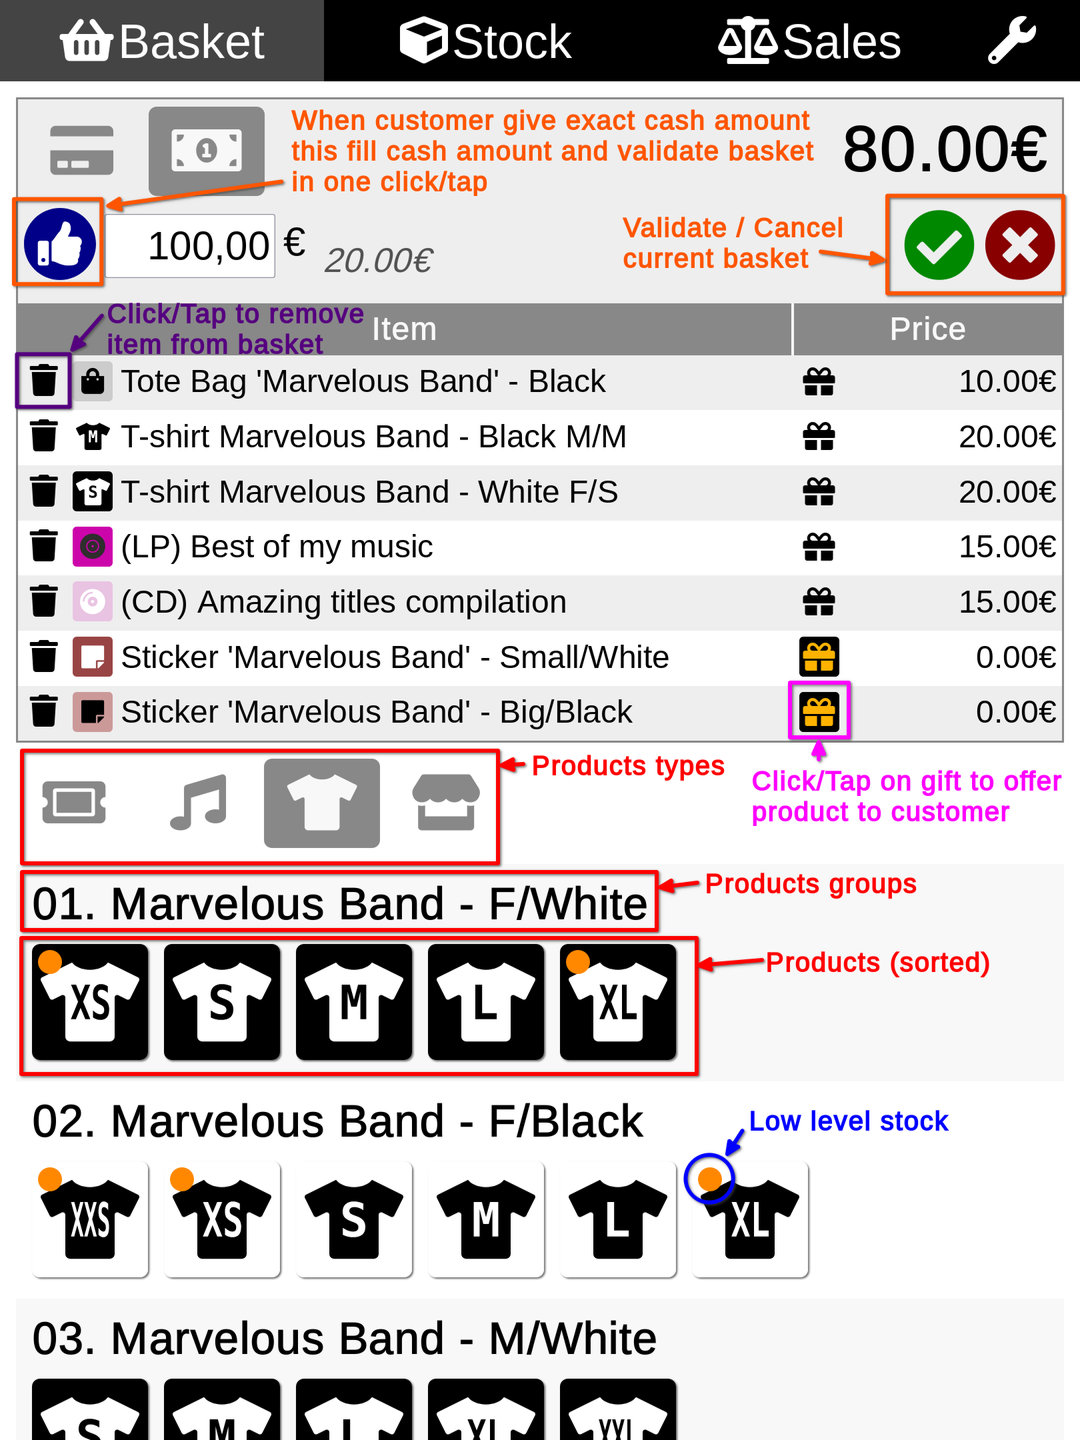 Basket Stock Sales
When customer give exact cash amount
this fill cash amount and validate basket
in one click/tap
80.00€
100,00 €
20.00€
Validate / Cancel
current basket
Click/Tap to remove
item from basket
Item Price
Tote Bag 'Marvelous Band' - Black 10.00€
M T-shirt Marvelous Band - Black M/M 20.00€
S T-shirt Marvelous Band - White F/S 20.00€
(LP) Best of my music 15.00€
(CD) Amazing titles compilation 15.00€
Sticker 'Marvelous Band' - Small/White 0.00€
Sticker 'Marvelous Band' - Big/Black 0.00€
Products types
Click/Tap on gift to offer
product to customer
01. Marvelous Band - F/White
Products groups
XS S M L XL
Products (sorted)
02. Marvelous Band - F/Black
Low level stock
XXS XS S M L XL
03. Marvelous Band - M/White
S M L XL XXL